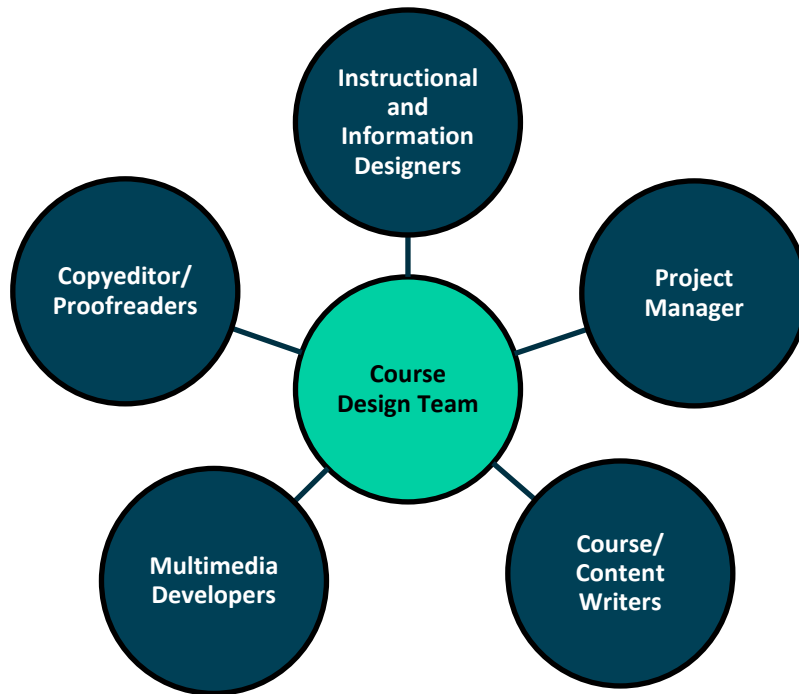 Instructional
and
Information
Designers
Copyeditor/
Proofreaders
Project
Manager
Course
Design Team
Multimedia
Developers
Course/
Content
Writers